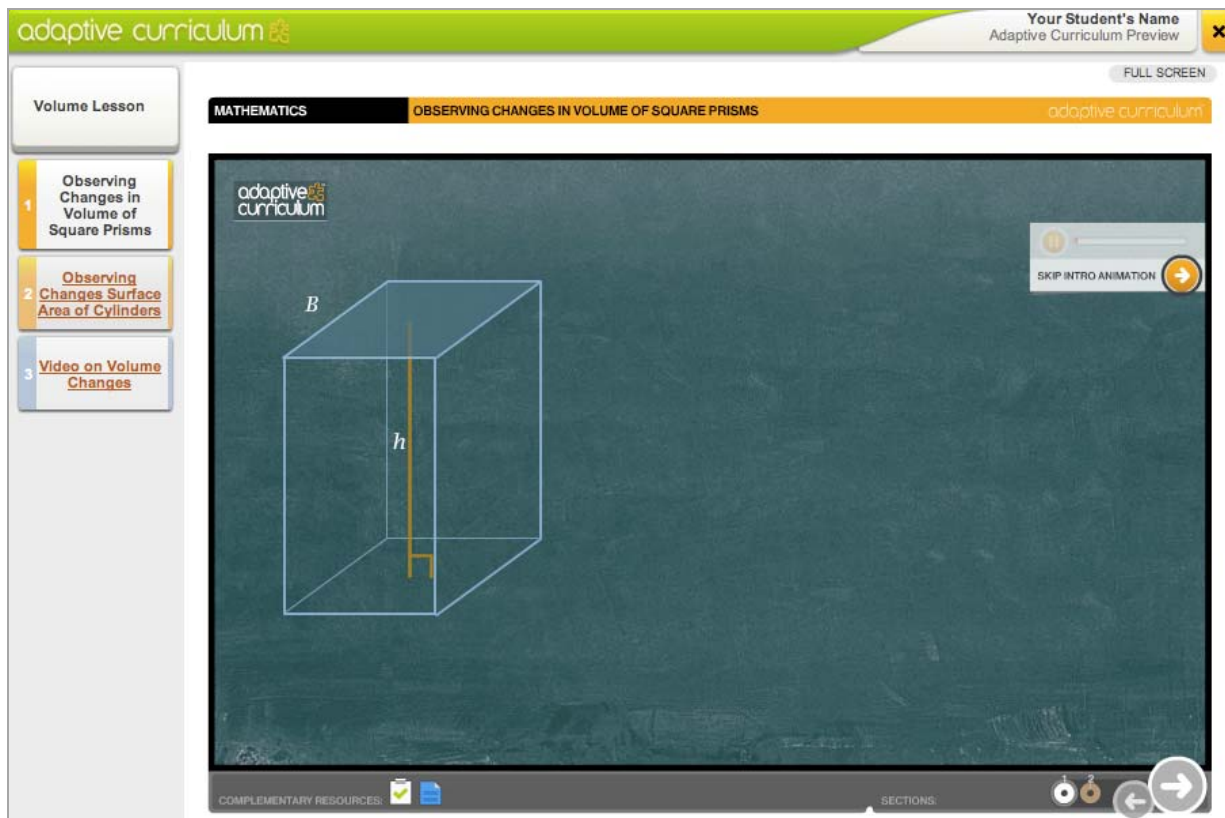 adaptive curriculum
Your Student's Name
Adaptive Curriculum Preview
FULL SCREEN
Volume Lesson
1
Observing
Changes in
Volume of
Square Prisms
2
Observing
Changes Surface
Area of Cylinders
3
Video on Volume
Changes
MATHEMATICS
OBSERVING CHANGES IN VOLUME OF SQUARE PRISMS
adaptive curriculum
adaptive
curriculum
SKIP INTRO ANIMATION
B
h
COMPLEMENTARY RESOURCES:
SECTIONS:
1 2